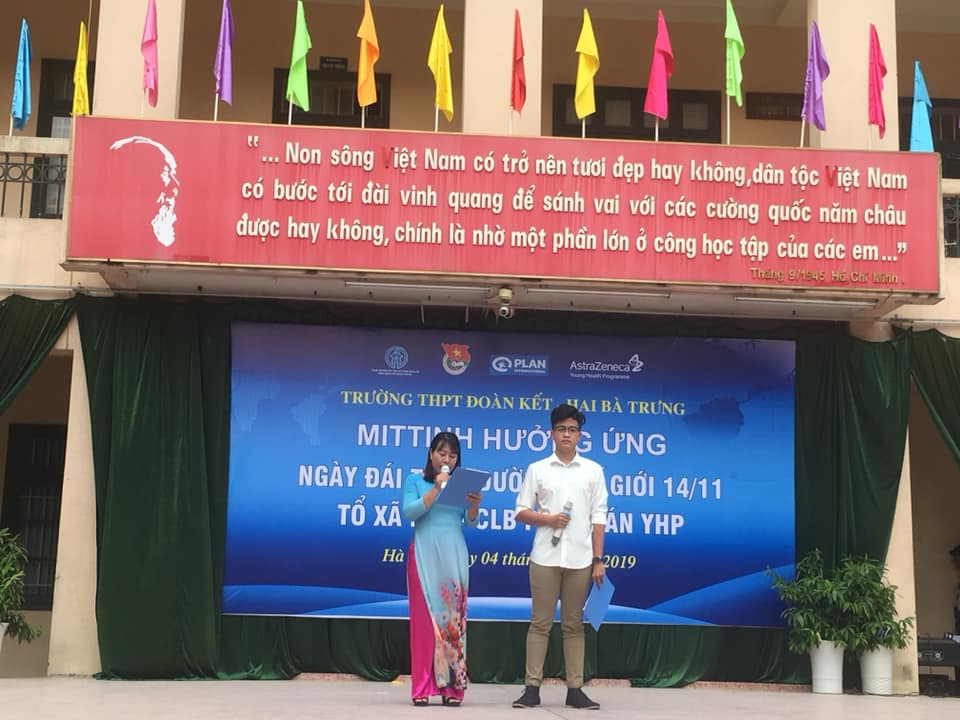 "... Non sông Việt Nam có trở nên tươi đẹp hay không, dân tộc Việt Nam
có bước tới đài vinh quang để sánh vai với các cường quốc năm châu
được hay không, chính là nhờ một phần lớn ở công học tập của các em..."
Tháng 9/1945 Hồ Chí Minh.
PLAN
INTERNATIONAL
AstraZeneca
Young Health Programme
TRƯỜNG THPT ĐOÀN KẾT - HAI BÀ TRƯNG
MITTINH HƯỞNG ỨNG
NGÀY ĐÁI GIỚI 14/11
TỔ XÃ CLB ÁN YHP
Hà 04 2019